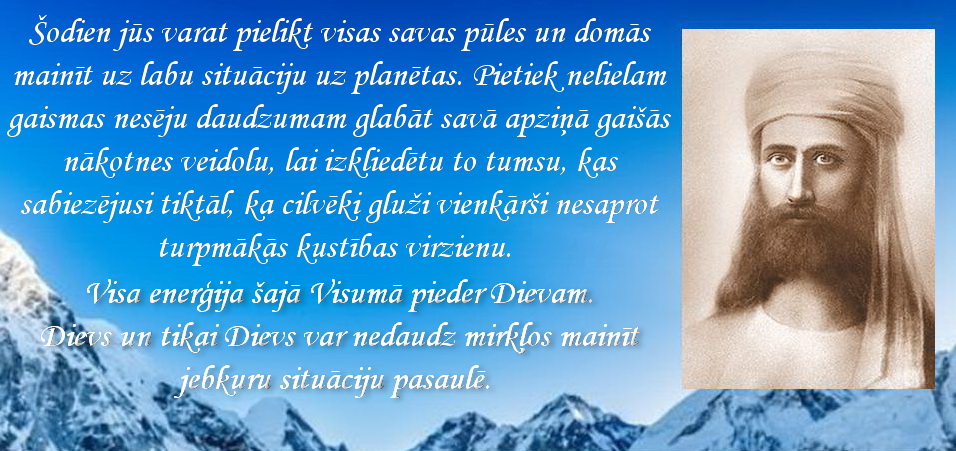 Šodien jūs varat pielikt visas savas pūles un domās
mainīt uz labu situāciju uz planētas. Pietiek nelielam
gaismas nesēju daudzumam glabāt savā apziņā gaišās
nākotnes veidolu, lai izkliedētu to tumsu, kas
sabiezējusi tiktāl, ka cilvēki gluži vienkārši nesaprot
turpmākās kustības virzienu.
Visa enerģija šajā Visumā pieder Dievam.
Dievs un tikai Dievs var nedaudz mirkļos mainīt
jebkuru situāciju pasaulē.